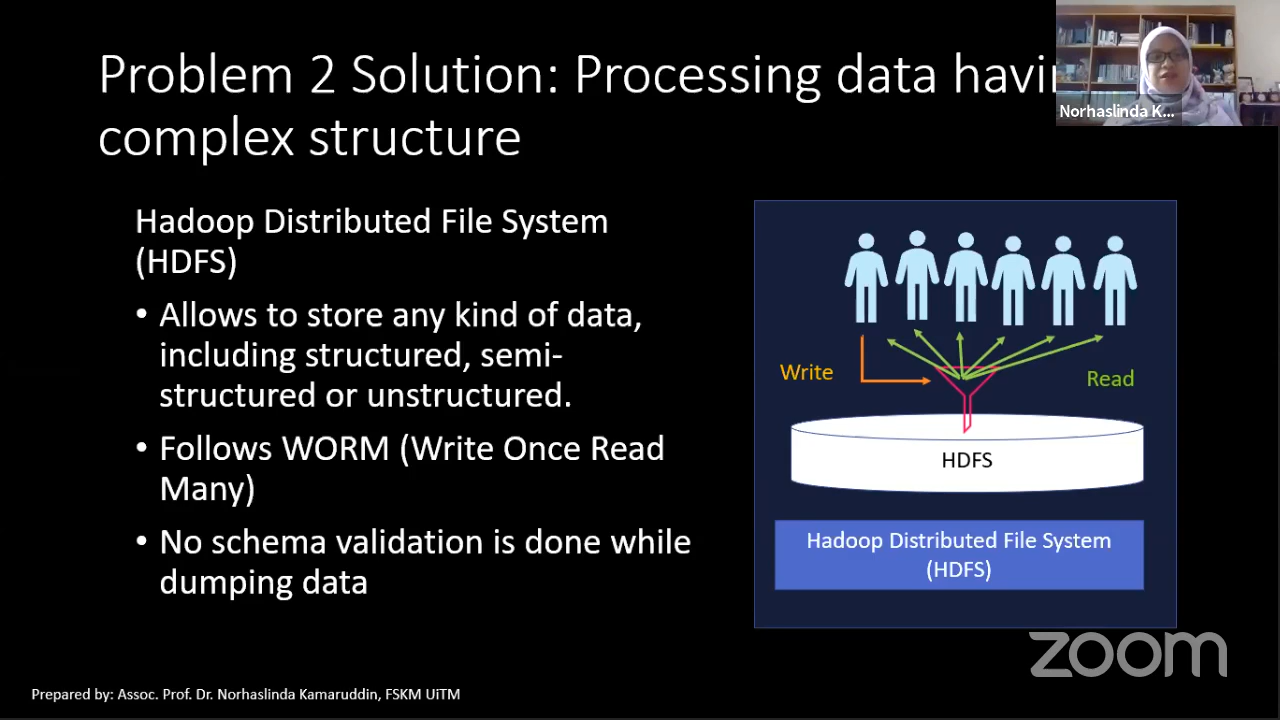 Problem 2 Solution: Processing data
complex structure
Norhaslinda K...
Hadoop Distributed File System
(HDFS)
• Allows to store any kind of data,
including structured, semi-
structured or unstructured.
• Follows WORM (Write Once Read
Many)
• No schema validation is done while
dumping data
Write
Read
HDFS
Hadoop Distributed File System
(HDFS)
zoom
Prepared by: Assoc. Prof. Dr. Norhaslinda Kamaruddin, FSKM UiTM